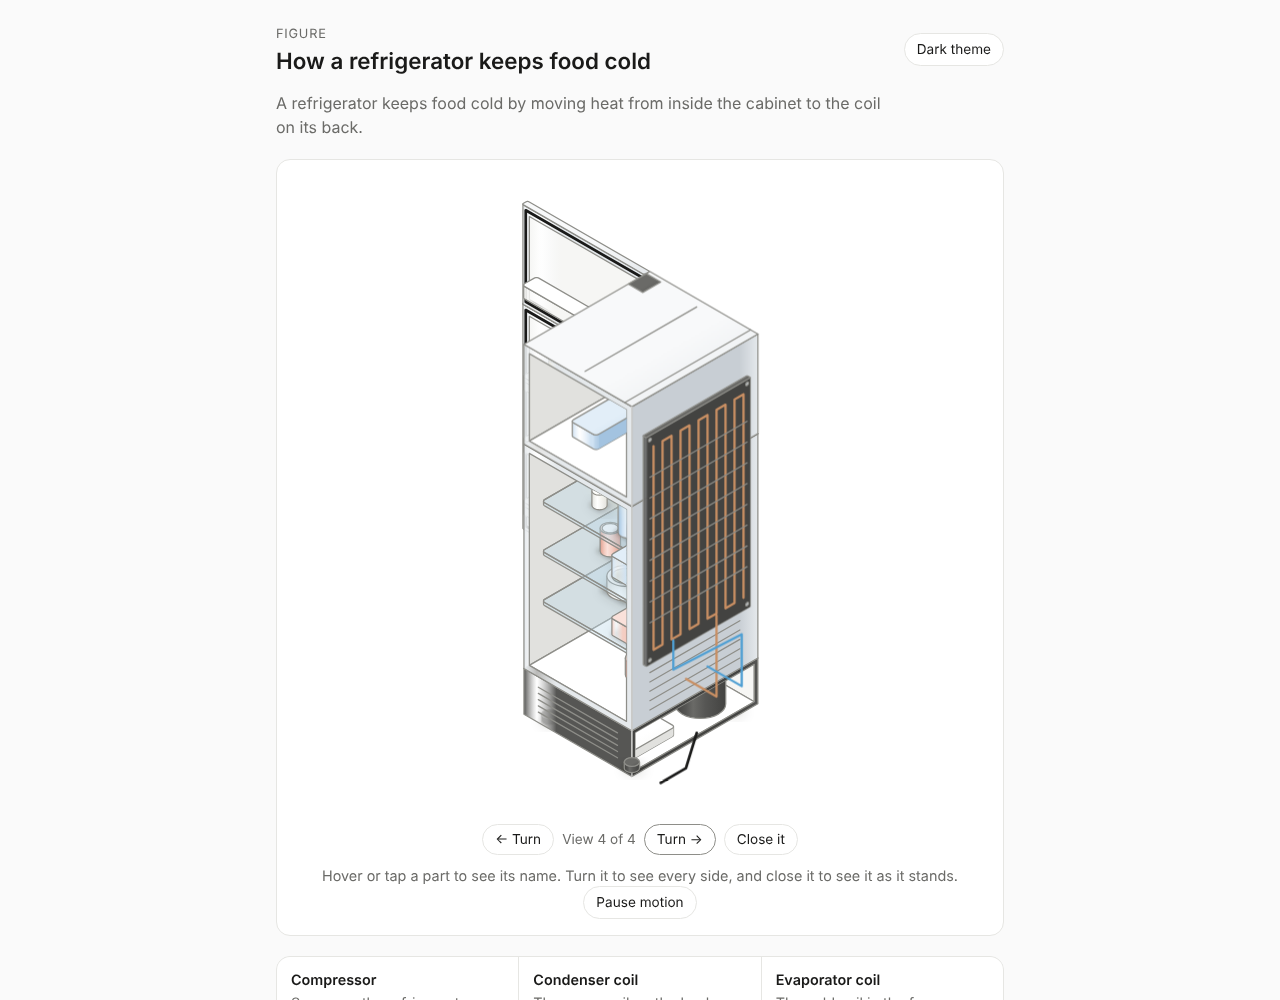 FIGURE
How a refrigerator keeps food cold
Dark theme
A refrigerator keeps food cold by moving heat from inside the cabinet to the coil
on its back.
← Turn
View 4 of 4
Turn →
Close it
Hover or tap a part to see its name. Turn it to see every side, and close it to see it as it stands.
Pause motion
Compressor
Condenser coil
Evaporator coil